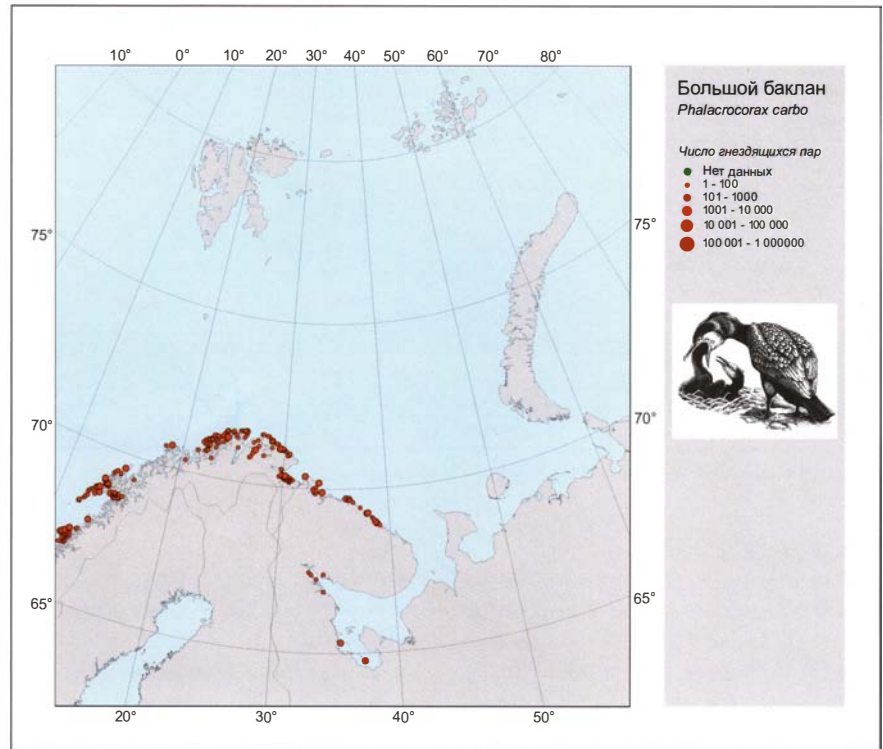 10° 0° 10° 20° 30° 40° 50° 60° 70° 80°
75°
70°
65°
75°
70°
65°
20° 30° 40° 50°
Большой баклан
Phalacrocorax carbo
Число гнездящихся пар
Нет данных
1 - 100
101 - 1000
1001 - 10 000
10 001 - 100 000
100 001 - 1 000000